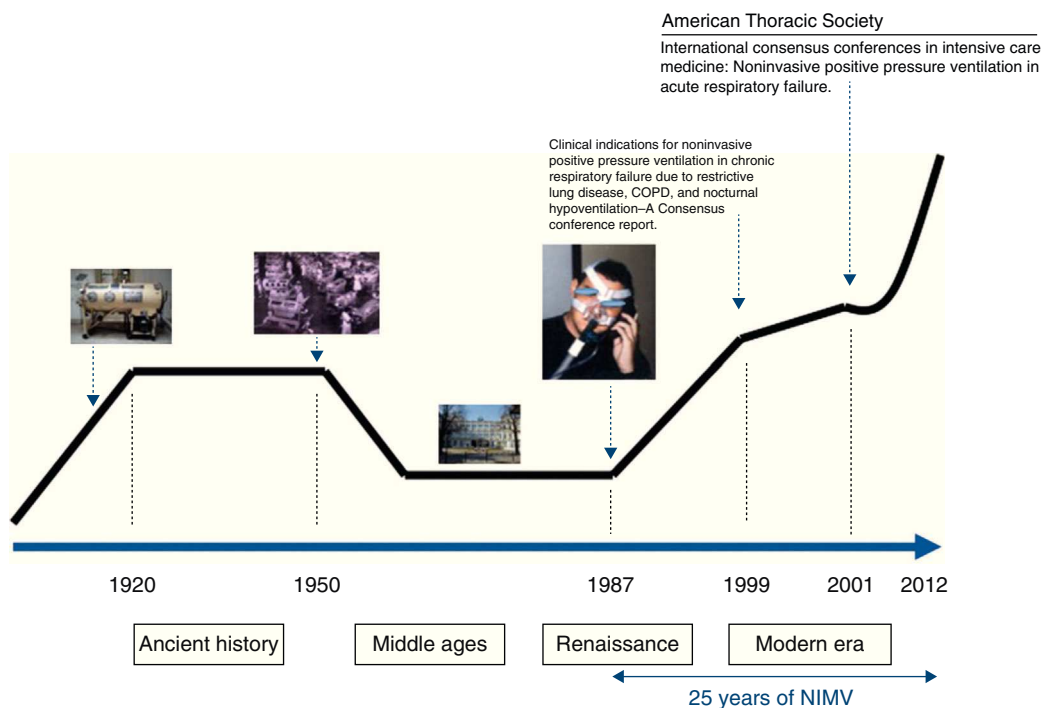 American Thoracic Society
International consensus conferences in intensive care
medicine: Noninvasive positive pressure ventilation in
acute respiratory failure.
Clinical indications for noninvasive
positive pressure ventilation in chronic
respiratory failure due to restrictive
lung disease, COPD, and nocturnal
hypoventilation–A Consensus
conference report.
1920 1950 1987 1999 2001 2012
Ancient history Middle ages Renaissance Modern era
25 years of NIMV